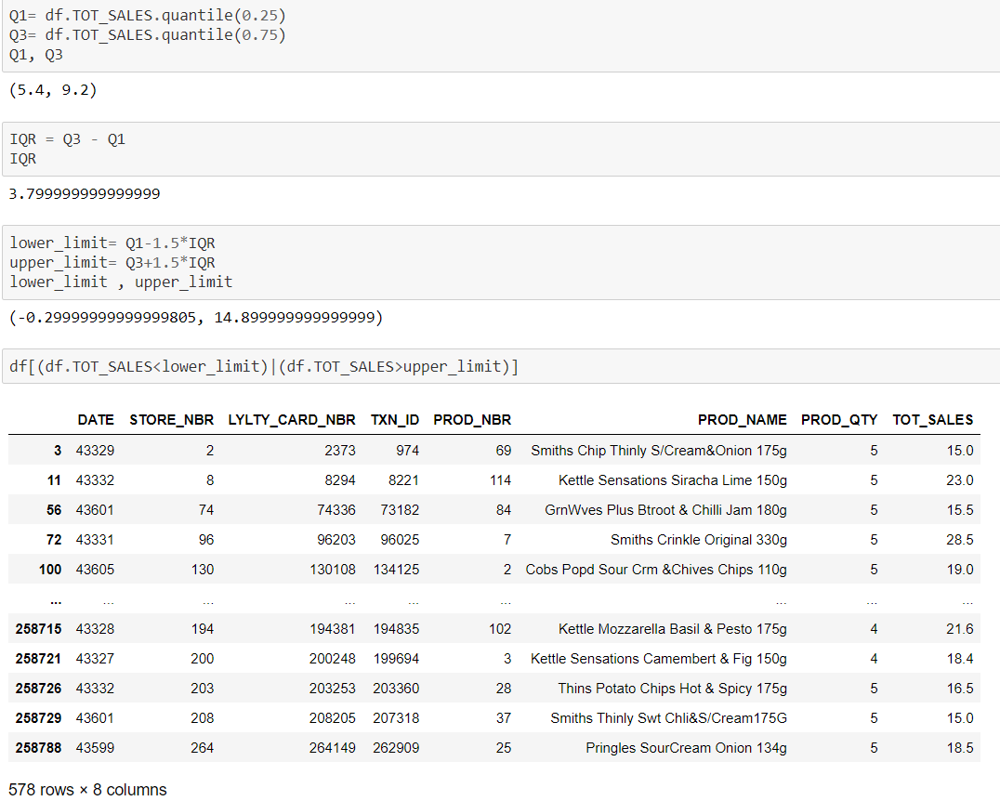 Q1= df.TOT_SALES.quantile(0.25)
Q3= df.TOT_SALES.quantile(0.75)
Q1, Q3
(5.4, 9.2)
IQR = Q3 - Q1
IQR
3.799999999999999
lower_limit= Q1-1.5*IQR
upper_limit= Q3+1.5*IQR
lower_limit , upper_limit
(-0.29999999999999805, 14.899999999999999)
df[(df.TOT_SALES<lower_limit)|(df.TOT_SALES>upper_limit)]
DATE STORE_NBR LYLTY_CARD_NBR TXN_ID PROD_NBR PROD_NAME PROD_QTY TOT_SALES
3 43329 2 2373 974 69 Smiths Chip Thinly S/Cream&Onion 175g 5 15.0
11 43332 8 8294 8221 114 Kettle Sensations Siracha Lime 150g 5 23.0
56 43601 74 74336 73182 84 GrnWves Plus Btroot & Chilli Jam 180g 5 15.5
72 43331 96 96203 96025 7 Smiths Crinkle Original 330g 5 28.5
100 43605 130 130108 134125 2 Cobs Popd Sour Crm &Chives Chips 110g 5 19.0
... ... ... ... ... ... ... ... ...
258715 43328 194 194381 194835 102 Kettle Mozzarella Basil & Pesto 175g 4 21.6
258721 43327 200 200248 199694 3 Kettle Sensations Camembert & Fig 150g 4 18.4
258726 43332 203 203253 203360 28 Thins Potato Chips Hot & Spicy 175g 5 16.5
258729 43601 208 208205 207318 37 Smiths Thinly Swt Chli&S/Cream175G 5 15.0
258788 43599 264 264149 262909 25 Pringles SourCream Onion 134g 5 18.5
578 rows × 8 columns